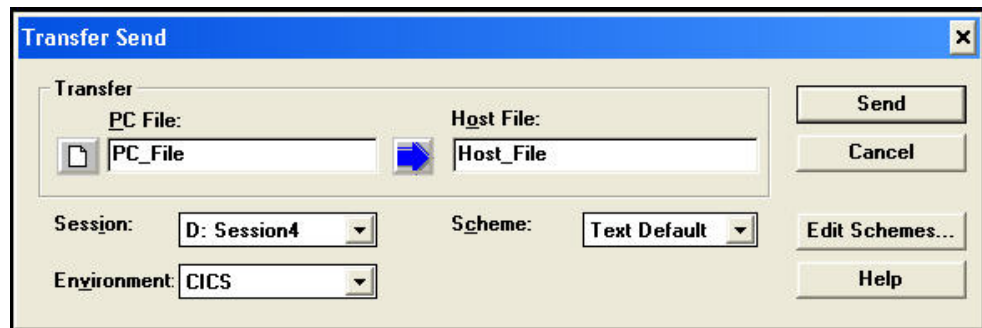 Transfer Send
Transfer
PC File:
Host File:
PC_File
Host_File
Send
Cancel
Session:
D: Session4
Scheme:
Text Default
Edit Schemes...
Environment:
CICS
Help